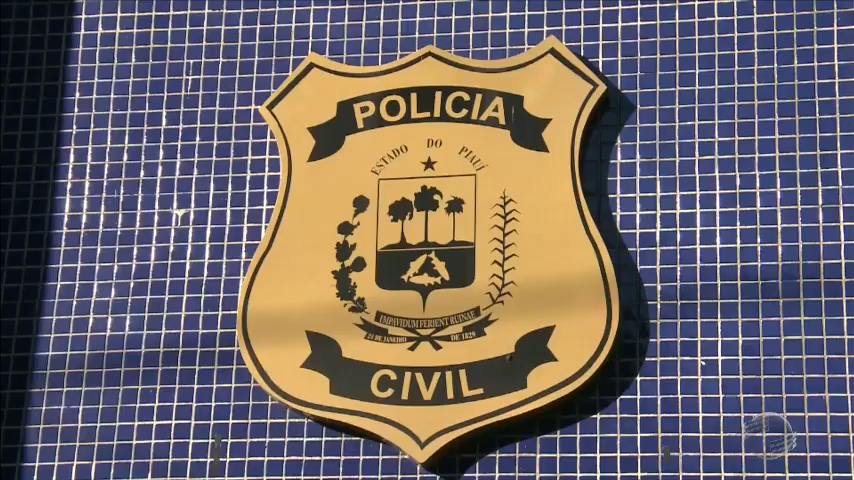 POLICIA
ESTADO DO PIAUÍ
IMPAVIDUM FERIENT RUINAE
24 DE JANEIRO DE 1823
CIVIL